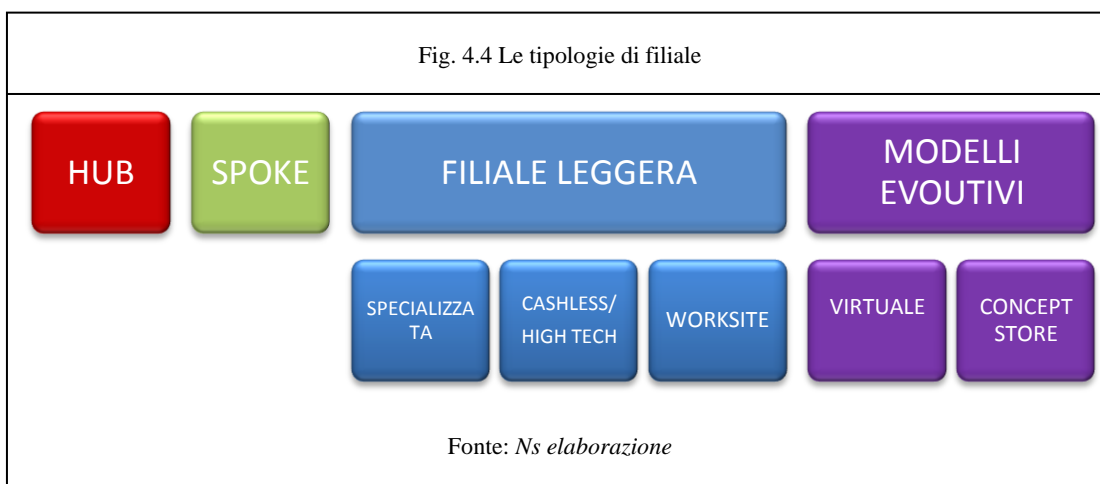 Fig. 4.4 Le tipologie di filiale
HUB
SPOKE
FILIALE LEGGERA
MODELLI
EVOUTIVI
SPECIALIZZA
TA
CASHLESS/
HIGH TECH
WORKSITE
VIRTUALE
CONCEPT
STORE
Fonte: Ns elaborazione